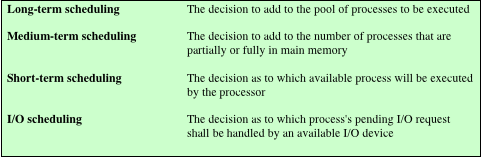 Long-term scheduling The decision to add to the pool of processes to be executed
Medium-term scheduling The decision to add to the number of processes that are
partially or fully in main memory
Short-term scheduling The decision as to which available process will be executed
by the processor
I/O scheduling The decision as to which process's pending I/O request
shall be handled by an available I/O device